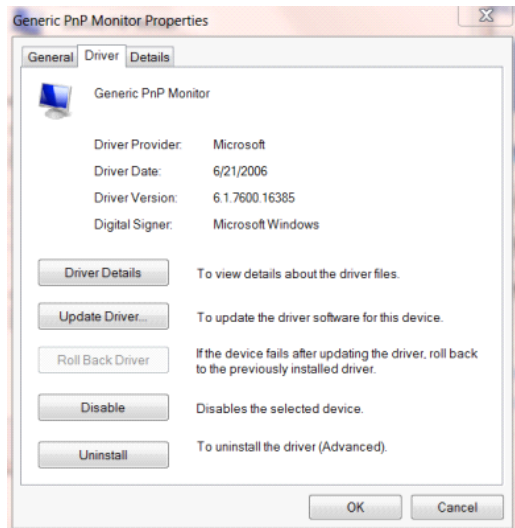 Generic PnP Monitor Properties
General Driver Details
Generic PnP Monitor
Driver Provider: Microsoft
Driver Date: 6/21/2006
Driver Version: 6.1.7600.16385
Digital Signer: Microsoft Windows
Driver Details To view details about the driver files.
Update Driver... To update the driver software for this device.
Roll Back Driver If the device fails after updating the driver, roll back
to the previously installed driver.
Disable Disables the selected device.
Uninstall To uninstall the driver (Advanced).
OK Cancel